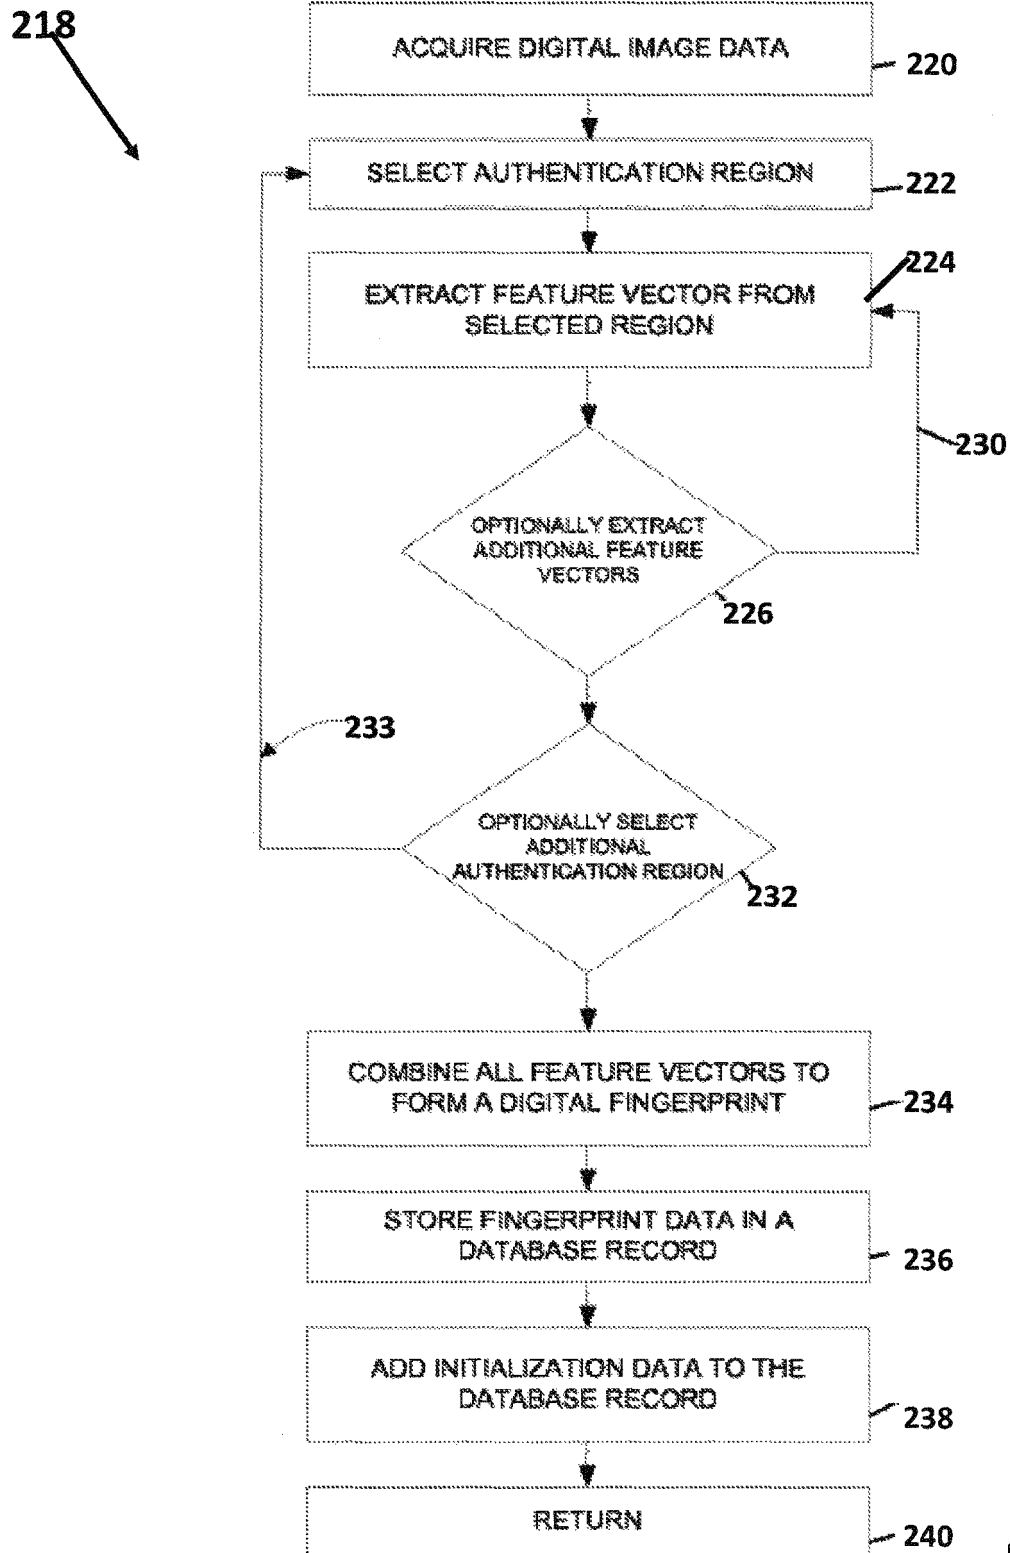 218
ACQUIRE DIGITAL IMAGE DATA
220
SELECT AUTHENTICATION REGION
222
224
EXTRACT FEATURE VECTOR FROM
SELECTED REGION
230
OPTIONALLY EXTRACT
ADDITIONAL FEATURE
VECTORS
226
233
OPTIONALLY SELECT
ADDITIONAL
AUTHENTICATION REGION
232
COMBINE ALL FEATURE VECTORS TO
FORM A DIGITAL FINGERPRINT
234
STORE FINGERPRINT DATA IN A
DATABASE RECORD
236
ADD INITIALIZATION DATA TO THE
DATABASE RECORD
238
RETURN
240